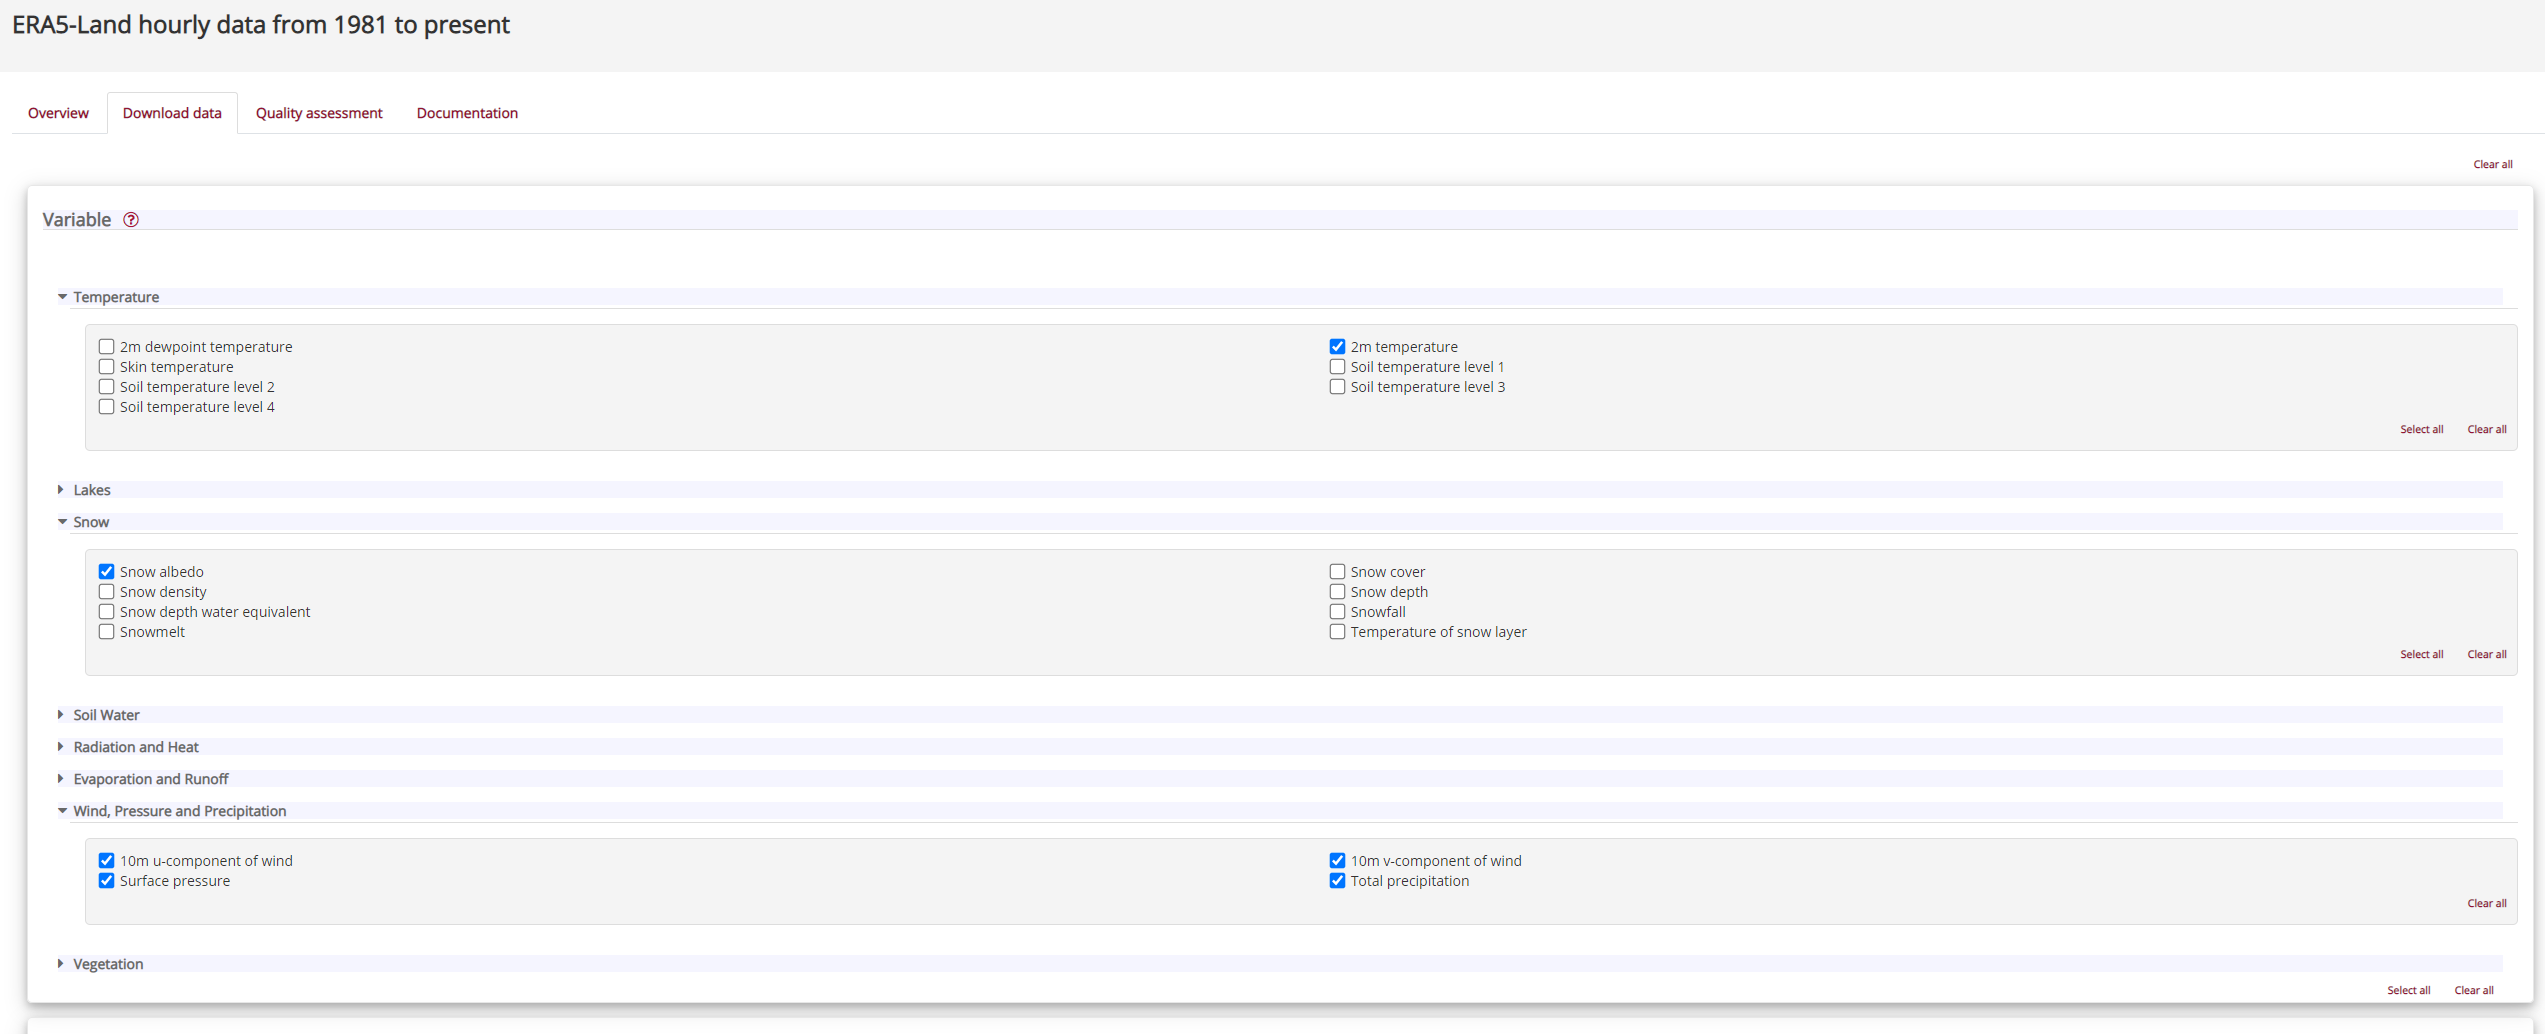 ERA5-Land hourly data from 1981 to present
Overview Download data Quality assessment Documentation
Clear all
Variable ?
Temperature
2m dewpoint temperature 2m temperature
Skin temperature Soil temperature level 1
Soil temperature level 2 Soil temperature level 3
Soil temperature level 4
Select all Clear all
Lakes
Snow
Snow albedo Snow cover
Snow density Snow depth
Snow depth water equivalent Snowfall
Snowmelt Temperature of snow layer
Select all Clear all
Soil Water
Radiation and Heat
Evaporation and Runoff
Wind, Pressure and Precipitation
10m u-component of wind 10m v-component of wind
Surface pressure Total precipitation
Clear all
Vegetation
Select all Clear all